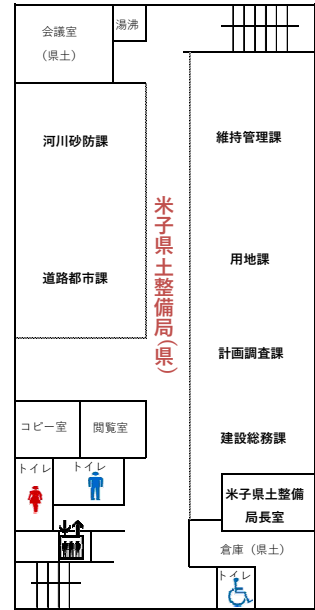 会議室
（県土）
湯沸
河川砂防課
維持管理課
米子県土整備局（県）
道路都市課
用地課
計画調査課
コピー室
閲覧室
建設総務課
トイレ
トイレ
米子県土整備
局長室
倉庫（県土）
トイレ